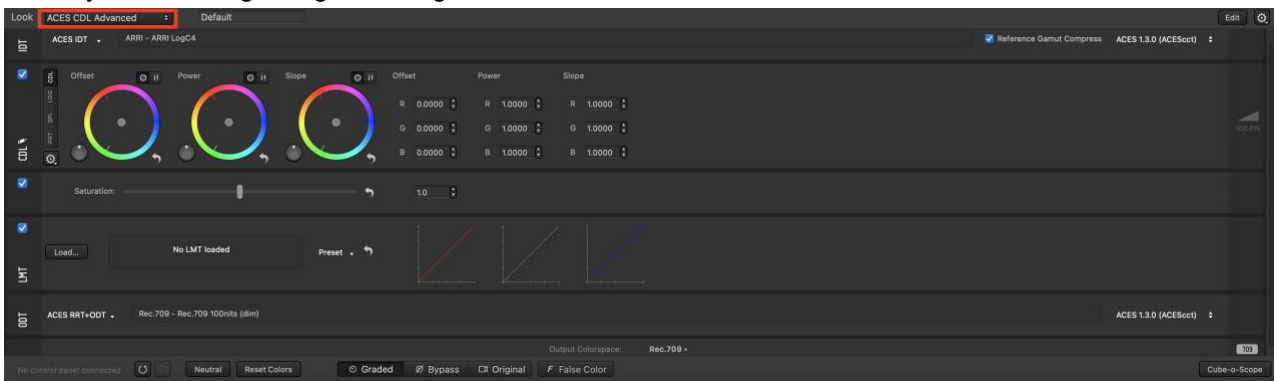 Look ACES CDL Advanced Default Edit
IDT ACES IDT ARRI - ARRI LogC4 Reference Gamut Compress ACES 1.3.0 (ACEScct)
CDL LGG SPL PRT Offset Power Slope Offset Power Slope
R 0.0000 R 1.0000 R 1.0000
G 0.0000 G 1.0000 G 1.0000
B 0.0000 B 1.0000 B 1.0000
100.0%
CDL
Saturation: 1.0
Load... No LMT loaded Preset
LMT
ODT ACES RRT+ODT Rec.709 - Rec.709 100nits (dim) ACES 1.3.0 (ACEScct)
Output Colorspace: Rec.709 709
No control panel connected Neutral Reset Colors Graded Bypass Original F False Color Cube-o-Scope